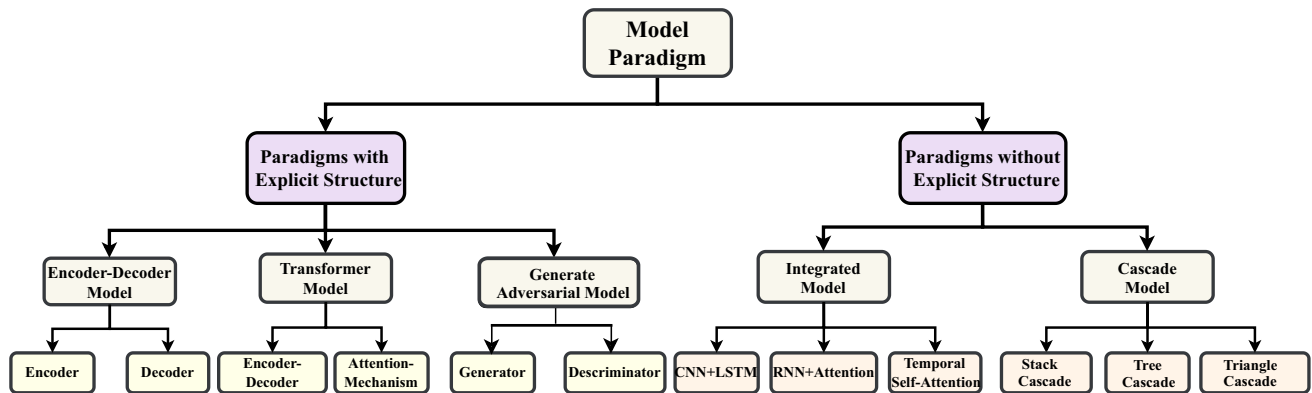 Model
Paradigm
Paradigms with
Explicit Structure
Paradigms without
Explicit Structure
Encoder-Decoder
Model
Transformer
Model
Generate
Adversarial Model
Integrated
Model
Cascade
Model
Encoder
Decoder
Encoder-
Decoder
Attention-
Mechanism
Generator
Descriminator
CNN+LSTM
RNN+Attention
Temporal
Self-Attention
Stack
Cascade
Tree
Cascade
Triangle
Cascade